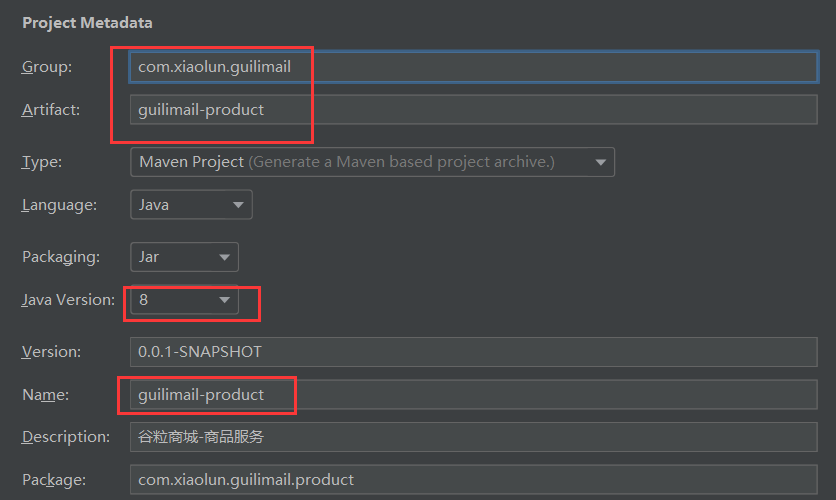 Project Metadata
Group: com.xiaolun.guilimail
Artifact: guilimail-product
Type: Maven Project (Generate a Maven based project archive.)
Language: Java
Packaging: Jar
Java Version: 8
Version: 0.0.1-SNAPSHOT
Name: guilimail-product
Description: 谷粒商城-商品服务
Package: com.xiaolun.guilimail.product